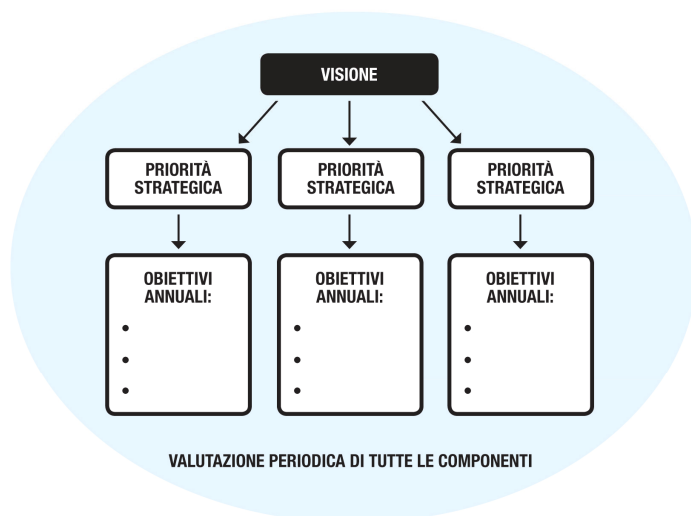 VISIONE
PRIORITÀ
STRATEGICA
PRIORITÀ
STRATEGICA
PRIORITÀ
STRATEGICA
OBIETTIVI
ANNUALI:
OBIETTIVI
ANNUALI:
OBIETTIVI
ANNUALI:
VALUTAZIONE PERIODICA DI TUTTE LE COMPONENTI